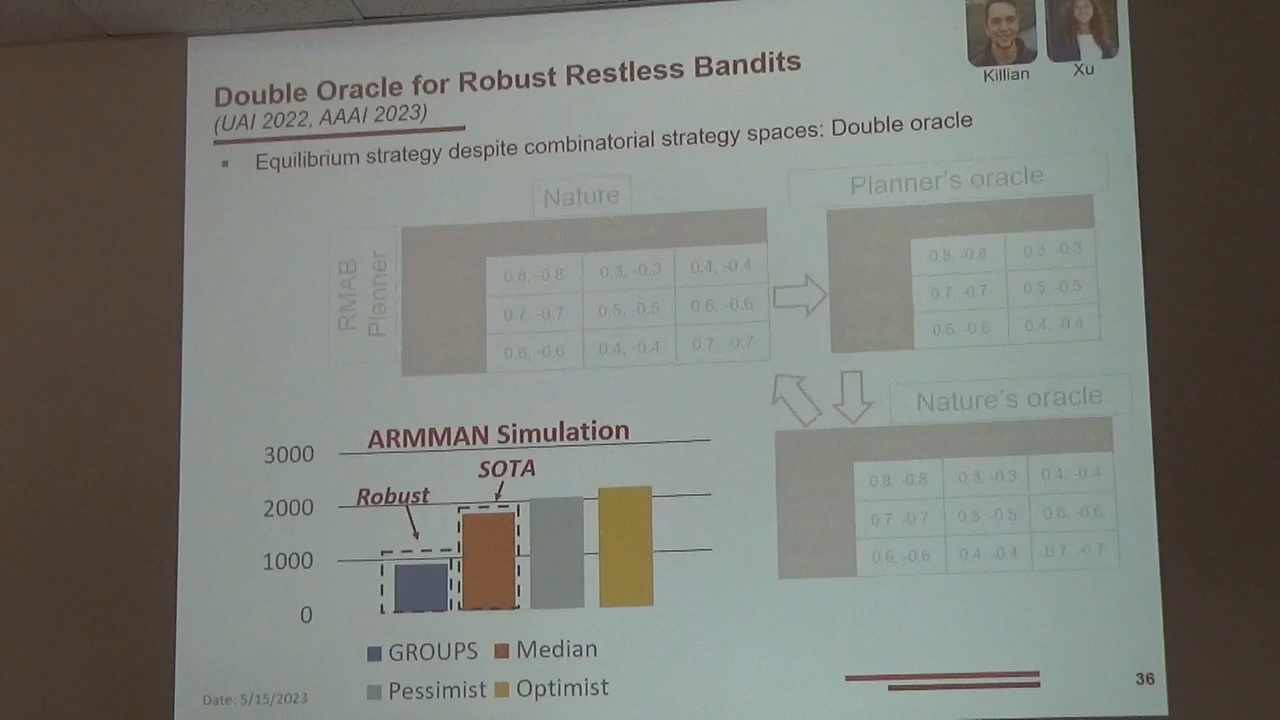 Killian
Xu
Double Oracle for Robust Restless Bandits
(UAI 2022, AAAI 2023)
▪ Equilibrium strategy despite combinatorial strategy spaces: Double oracle
Nature
Planner's oracle
RMAB
Planner
0.8, -0.8 0.3, -0.3 0.4, -0.4
0.7, -0.7 0.5, -0.5 0.6, -0.6
0.6, -0.6 0.4, -0.4 0.7, -0.7
0.8, -0.8 0.3, -0.3
0.7, -0.7 0.5, -0.5
0.6, -0.6 0.4, -0.4
Nature's oracle
0.8, -0.8 0.3, -0.3 0.4, -0.4
0.7, -0.7 0.5, -0.5 0.6, -0.6
0.6, -0.6 0.4, -0.4 0.7, -0.7
ARMMAN Simulation
3000
SOTA
Robust
2000
1000
0
GROUPS Median
Pessimist Optimist
Date: 5/15/2023
36